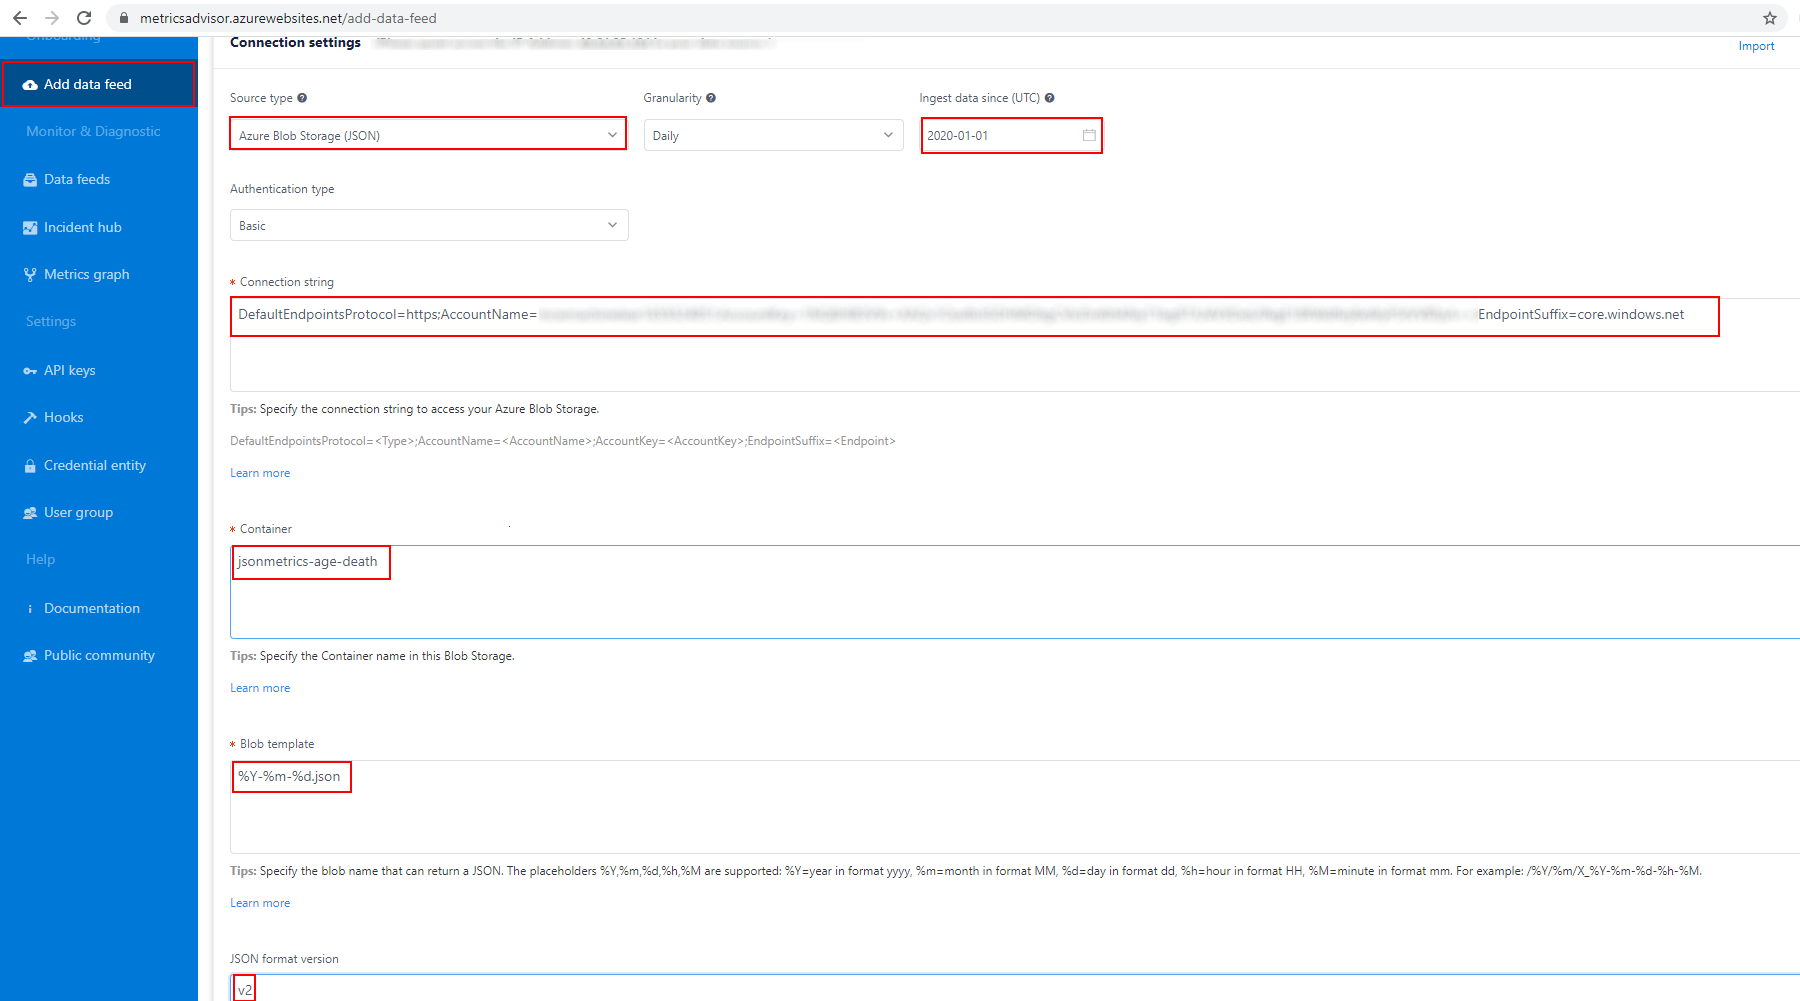 metricsadvisor.azurewebsites.net/add-data-feed
Onboarding
Connection settings
Import
Add data feed
Source type
Granularity
Ingest data since (UTC)
Monitor & Diagnostic
Azure Blob Storage (JSON)
Daily
2020-01-01
Data feeds
Authentication type
Incident hub
Basic
Metrics graph
* Connection string
DefaultEndpointsProtocol=https;AccountName=
EndpointSuffix=core.windows.net
Settings
API keys
Hooks
Tips: Specify the connection string to access your Azure Blob Storage.
DefaultEndpointsProtocol=<Type>;AccountName=<AccountName>;AccountKey=<AccountKey>;EndpointSuffix=<Endpoint>
Credential entity
Learn more
User group
* Container
Help
jsonmetrics-age-death
Documentation
Public community
Tips: Specify the Container name in this Blob Storage.
Learn more
* Blob template
%Y-%m-%d.json
Tips: Specify the blob name that can return a JSON. The placeholders %Y,%m,%d,%h,%M are supported: %Y=year in format yyyy, %m=month in format MM, %d=day in format dd, %h=hour in format HH, %M=minute in format mm. For example: /%Y/%m/X_%Y-%m-%d-%h-%M.
Learn more
JSON format version
v2